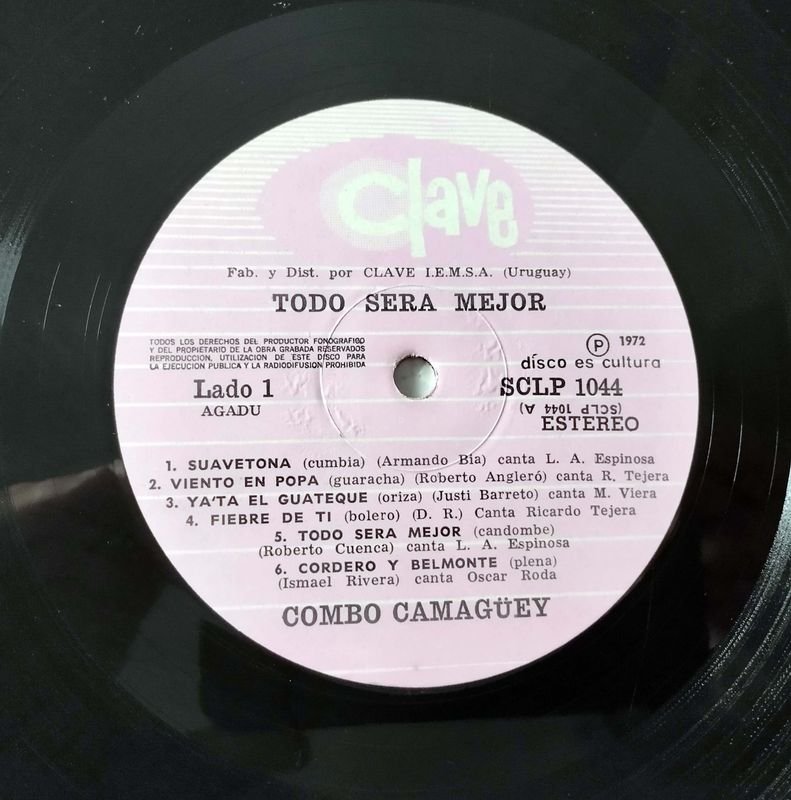 Clave
Fab. y Dist. por CLAVE I.E.M.S.A. (Uruguay)
TODO SERA MEJOR
TODOS LOS DERECHOS DEL PRODUCTOR FONOGRAFICO
Y DEL PROPIETARIO DE LA OBRA GRABADA RESERVADOS
REPRODUCCION, UTILIZACION DE ESTE DISCO PARA
LA EJECUCION PUBLICA Y LA RADIODIFUSION PROHIBIDA
Ⓟ 1972
dísco es cultura
Lado 1
AGADU
SCLP 1044
(SCLP 1044 A)
ESTEREO
1. SUAVETONA (cumbia) (Armando Bia) canta L. A. Espinosa
2. VIENTO EN POPA (guaracha) (Roberto Angleró) canta R. Tejera
3. YA'TA EL GUATEQUE (oriza) (Justi Barreto) canta M. Viera
4. FIEBRE DE TI (bolero) (D. R.) Canta Ricardo Tejera
5. TODO SERA MEJOR (candombe)
(Roberto Cuenca) canta L. A. Espinosa
6. CORDERO Y BELMONTE (plena)
(Ismael Rivera) canta Oscar Roda
COMBO CAMAGÜEY